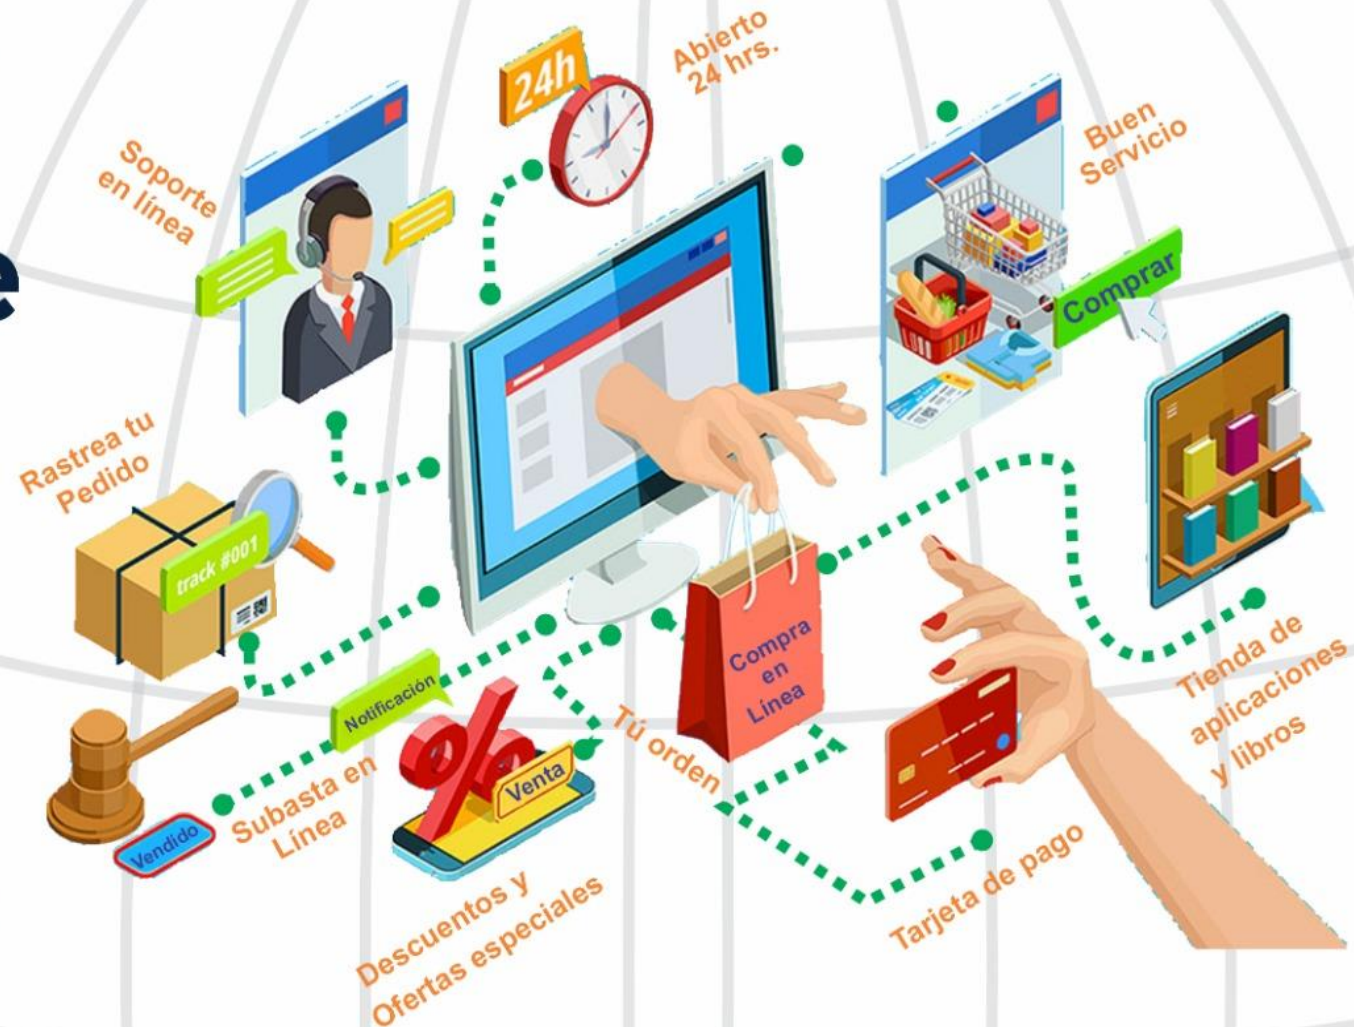 24h
Abierto
24 hrs.
Soporte
en línea
Buen
Servicio
Comprar
e
Rastrea tu
Pedido
track #001
Notificación
Compra
en
Línea
Tú orden
Venta
Subasta en
Línea
Vendido
Descuentos y
Ofertas especiales
Tarjeta de pago
Tienda de
aplicaciones
y libros